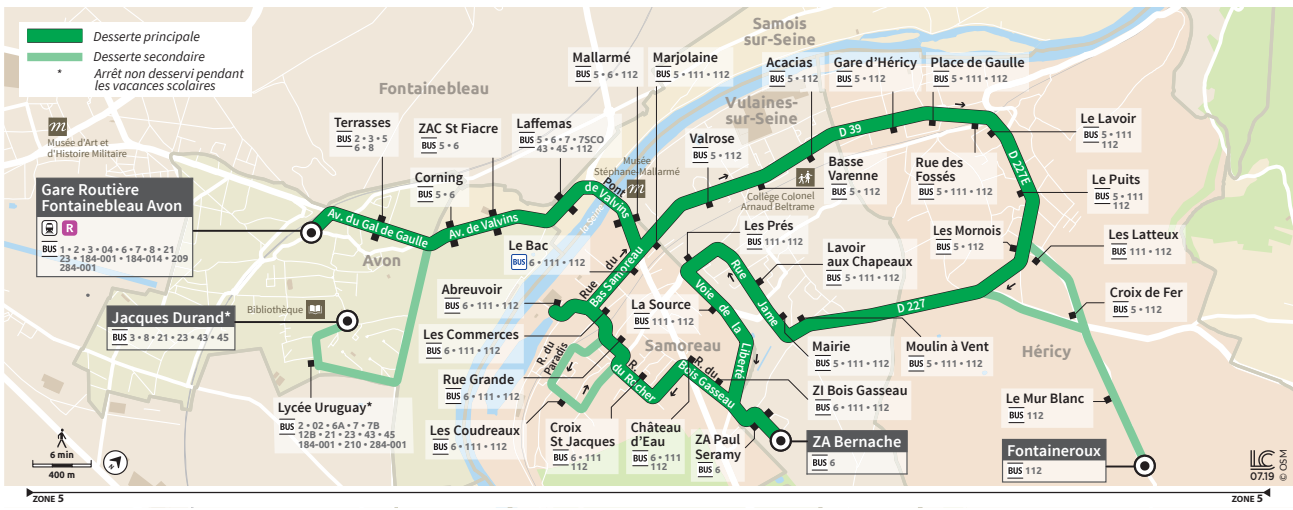 Desserte principale
Desserte secondaire
* Arrêt non desservi pendant
les vacances scolaires
Fontainebleau
Samois
sur-Seine
Vulaines-
sur-Seine
Avon
Samoreau
Héricy
Musée d'Art et
d'Histoire Militaire
Gare Routière
Fontainebleau Avon
R
BUS 1 • 2 • 3 • 04 • 6 • 7 • 8 • 21
23 • 184-001 • 184-014 • 209
284-001
Jacques Durand*
BUS 3 • 8 • 21 • 23 • 43 • 45
Bibliothèque
Lycée Uruguay*
BUS 2 • 02 • 6A • 7 • 7B
12B • 21 • 23 • 43 • 45
184-001 • 210 • 284-001
Terrasses
BUS 2 • 3 • 5
6 • 8
ZAC St Fiacre
BUS 5 • 6
Corning
BUS 5 • 6
Laffemas
BUS 5 • 6 • 7 • 7SCO
43 • 45 • 112
Mallarmé
BUS 5 • 6 • 112
Marjolaine
BUS 5 • 111 • 112
Musée
Stéphane-Mallarmé
Valrose
BUS 5 • 112
Acacias
BUS 5 • 112
Gare d'Héricy
BUS 5 • 112
Place de Gaulle
BUS 5 • 111 • 112
Le Lavoir
BUS 5 • 111
112
Basse
Varenne
BUS 5 • 112
Collège Colonel
Arnaud Beltrame
Rue des
Fossés
BUS 5 • 111 • 112
Le Puits
BUS 5 • 111
112
Les Mornois
BUS 5 • 112
Les Latteux
BUS 111 • 112
Croix de Fer
BUS 5 • 112
Le Mur Blanc
BUS 112
Fontaineroux
BUS 112
Les Prés
BUS 111 • 112
Lavoir
aux Chapeaux
BUS 5 • 111 • 112
Mairie
BUS 5 • 111 • 112
Moulin à Vent
BUS 5 • 111 • 112
Le Bac
BUS 6 • 111 • 112
Abreuvoir
BUS 6 • 111 • 112
Les Commerces
BUS 6 • 111 • 112
Rue Grande
BUS 6 • 111 • 112
Les Coudreaux
BUS 6 • 111 • 112
La Source
BUS 111 • 112
Croix
St Jacques
BUS 6 • 111
112
Château
d'Eau
BUS 6 • 111
112
ZI Bois Gasseau
BUS 6 • 111 • 112
ZA Paul
Seramy
BUS 6
ZA Bernache
BUS 6
Av. du Gal de Gaulle
Av. de Valvins
Pont
de Valvins
la Seine
Rue du
Bas Samoreau
R. du
Paradis
R.
du Rocher
R. du
Bois Gasseau
Voie de la
Liberté
Rue Jame
D 39
D 227E
D 227
6 min
400 m
N
LC
07.19
© OSM
ZONE 5
ZONE 5